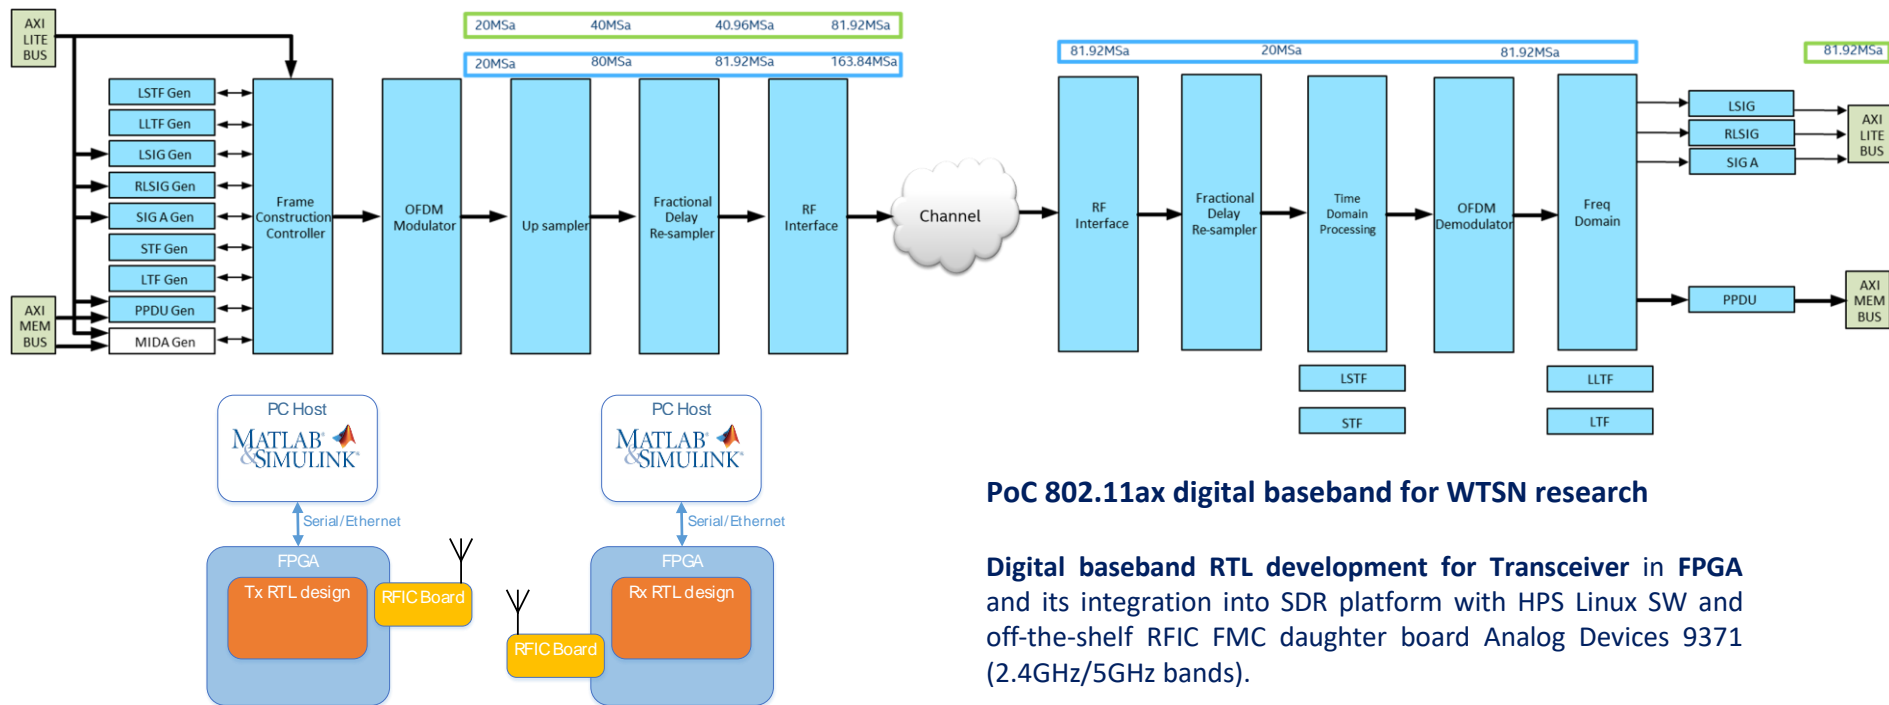 AXI
LITE
BUS
20MSa 40MSa 40.96MSa 81.92MSa
20MSa 80MSa 81.92MSa 163.84MSa
81.92MSa 20MSa 81.92MSa
81.92MSa
LSTF Gen
LLTF Gen
LSIG Gen
RLSIG Gen
SIG A Gen
STF Gen
LTF Gen
PPDU Gen
MIDA Gen
AXI
MEM
BUS
Frame
Construction
Controller
OFDM
Modulator
Up sampler
Fractional
Delay
Re-sampler
RF
Interface
Channel
RF
Interface
Fractional
Delay
Re-sampler
Time
Domain
Processing
OFDM
Demodulator
Freq
Domain
LSIG
RLSIG
SIG A
PPDU
AXI
LITE
BUS
AXI
MEM
BUS
LSTF
STF
LLTF
LTF
PC Host
MATLAB®
&SIMULINK®
Serial/Ethernet
FPGA
Tx RTL design
RFIC Board
PC Host
MATLAB®
&SIMULINK®
Serial/Ethernet
FPGA
Rx RTL design
RFIC Board
PoC 802.11ax digital baseband for WTSN research
Digital baseband RTL development for Transceiver in FPGA
and its integration into SDR platform with HPS Linux SW and
off-the-shelf RFIC FMC daughter board Analog Devices 9371
(2.4GHz/5GHz bands).